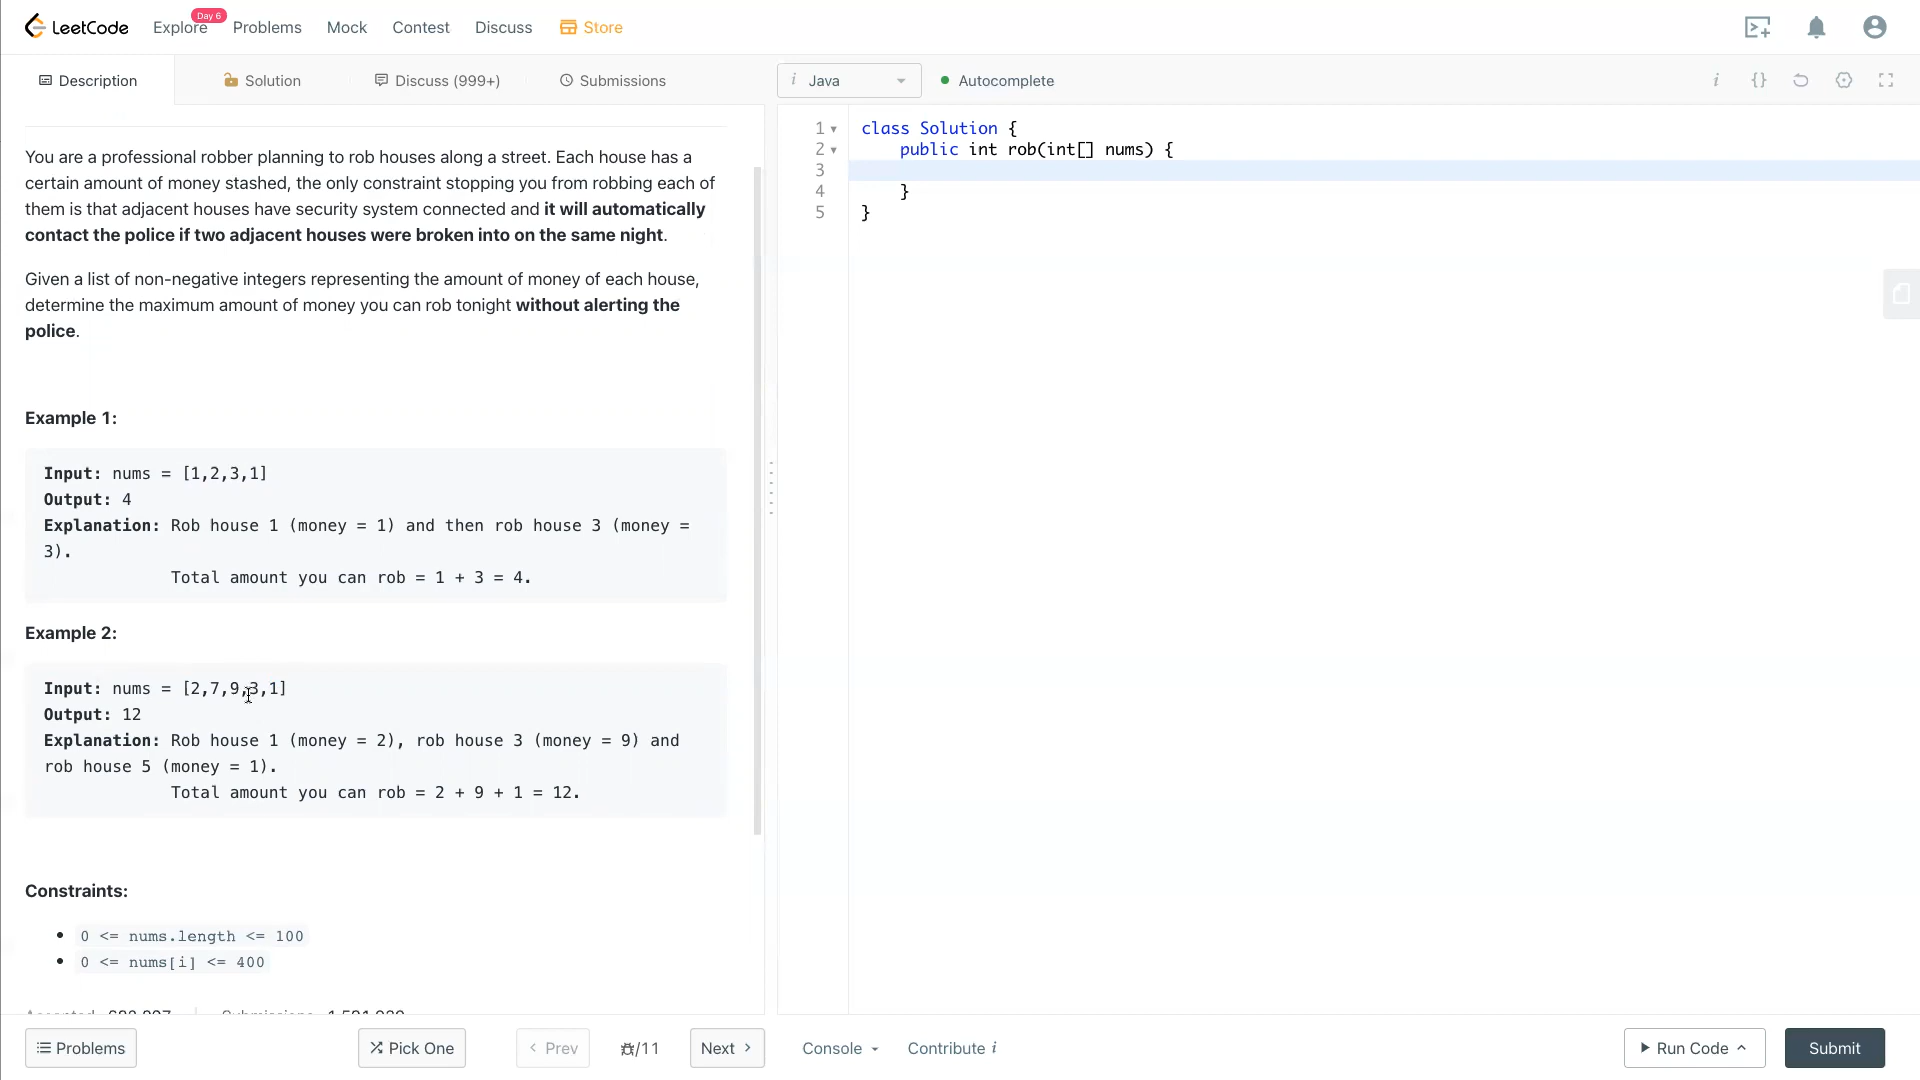 LeetCode Explore Day 6 Problems Mock Contest Discuss Store
Description Solution Discuss (999+) Submissions
i Java Autocomplete i {}
You are a professional robber planning to rob houses along a street. Each house has a
certain amount of money stashed, the only constraint stopping you from robbing each of
them is that adjacent houses have security system connected and it will automatically
contact the police if two adjacent houses were broken into on the same night.
Given a list of non-negative integers representing the amount of money of each house,
determine the maximum amount of money you can rob tonight without alerting the
police.
Example 1:
Input: nums = [1,2,3,1]
Output: 4
Explanation: Rob house 1 (money = 1) and then rob house 3 (money =
3).
Total amount you can rob = 1 + 3 = 4.
Example 2:
Input: nums = [2,7,9,3,1]
Output: 12
Explanation: Rob house 1 (money = 2), rob house 3 (money = 9) and
rob house 5 (money = 1).
Total amount you can rob = 2 + 9 + 1 = 12.
Constraints:
0 <= nums.length <= 100
0 <= nums[i] <= 400
1 class Solution {
2 public int rob(int[] nums) {
3
4 }
5 }
Problems Pick One < Prev /11 Next > Console Contribute i Run Code Submit